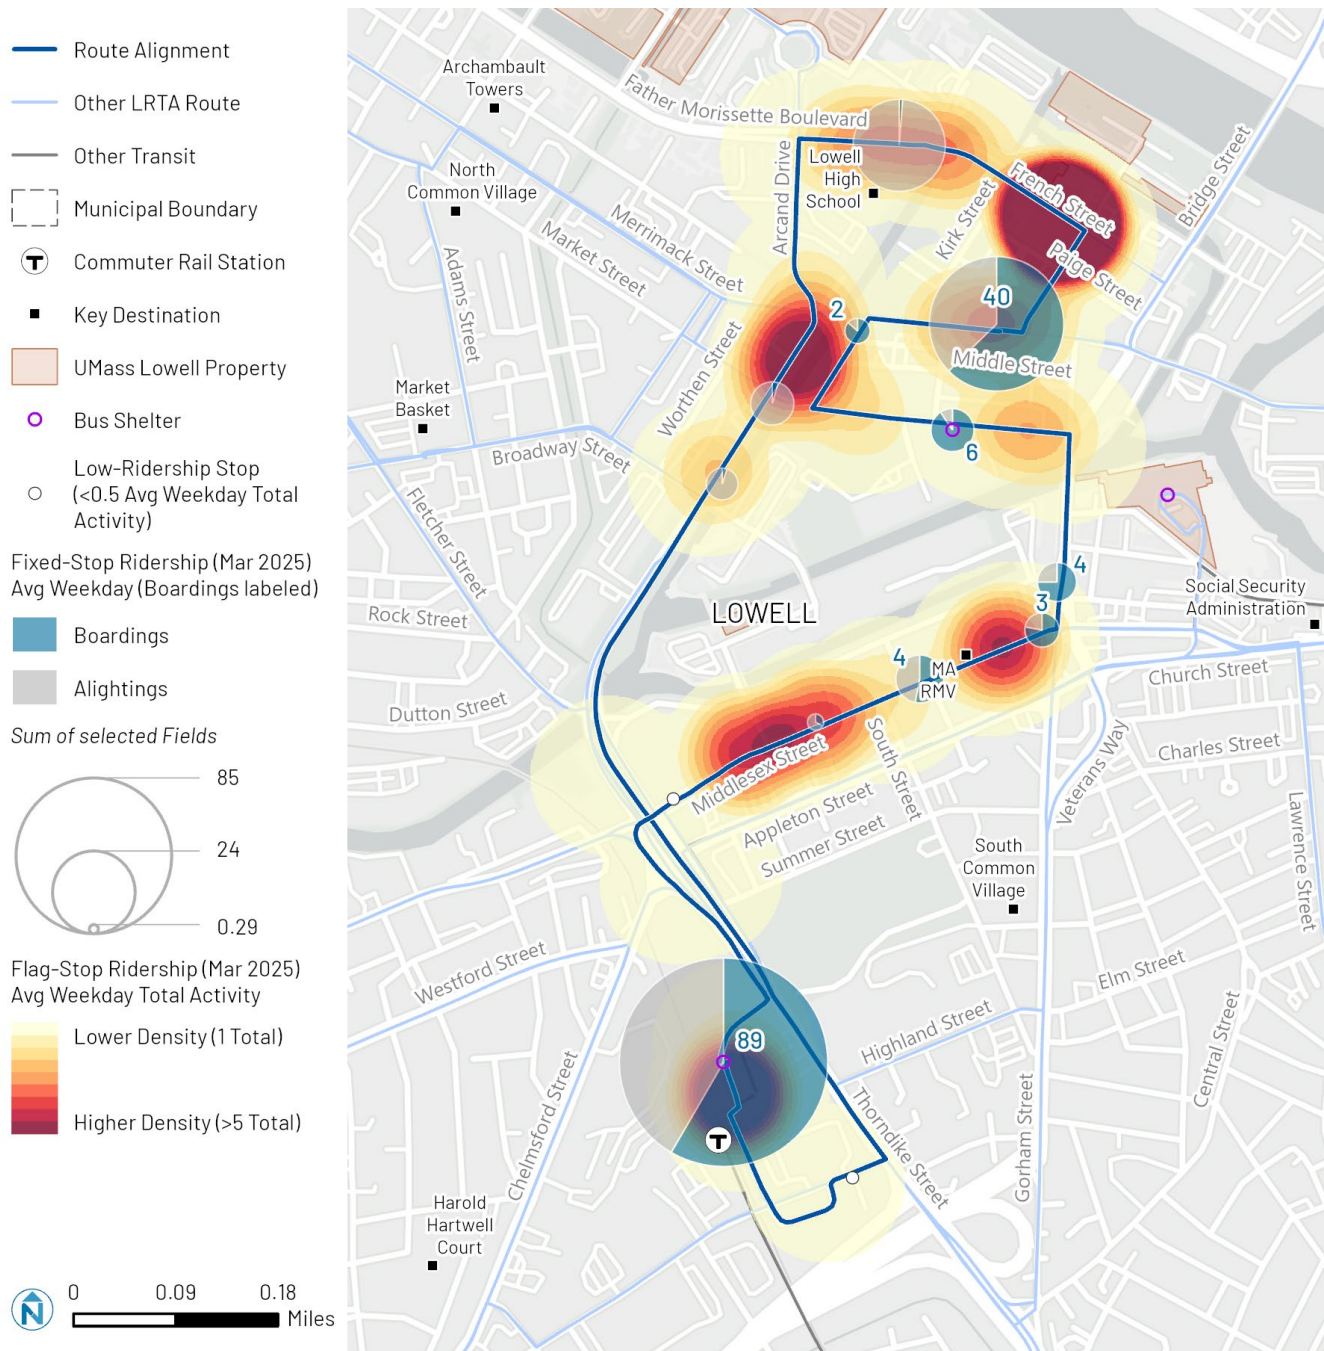 Route Alignment
Other LRTA Route
Other Transit
Municipal Boundary
T
Commuter Rail Station
Key Destination
UMass Lowell Property
Bus Shelter
Low-Ridership Stop
(<0.5 Avg Weekday Total
Activity)
Fixed-Stop Ridership (Mar 2025)
Avg Weekday (Boardings labeled)
Boardings
Alightings
Sum of selected Fields
85
24
0.29
Flag-Stop Ridership (Mar 2025)
Avg Weekday Total Activity
Lower Density (1 Total)
Higher Density (>5 Total)
N
0
0.09
0.18
Miles
Archambault
Towers
Father Morissette Boulevard
North
Common Village
Arcand Drive
Lowell
High
School
Kirk Street
French Street
Bridge Street
Paige Street
Merrimack Street
Market Street
Adams Street
Worthen Street
2
40
Middle Street
Market
Basket
Broadway Street
6
Fletcher Street
4
Social Security
Administration
3
Rock Street
LOWELL
4
MA
RMV
Church Street
Dutton Street
Middlesex Street
South Street
Veterans Way
Charles Street
Appleton Street
Summer Street
Lawrence Street
South
Common
Village
Westford Street
Elm Street
89
Highland Street
Central Street
Chelmsford Street
Thorndike Street
Gorham Street
T
Harold
Hartwell
Court